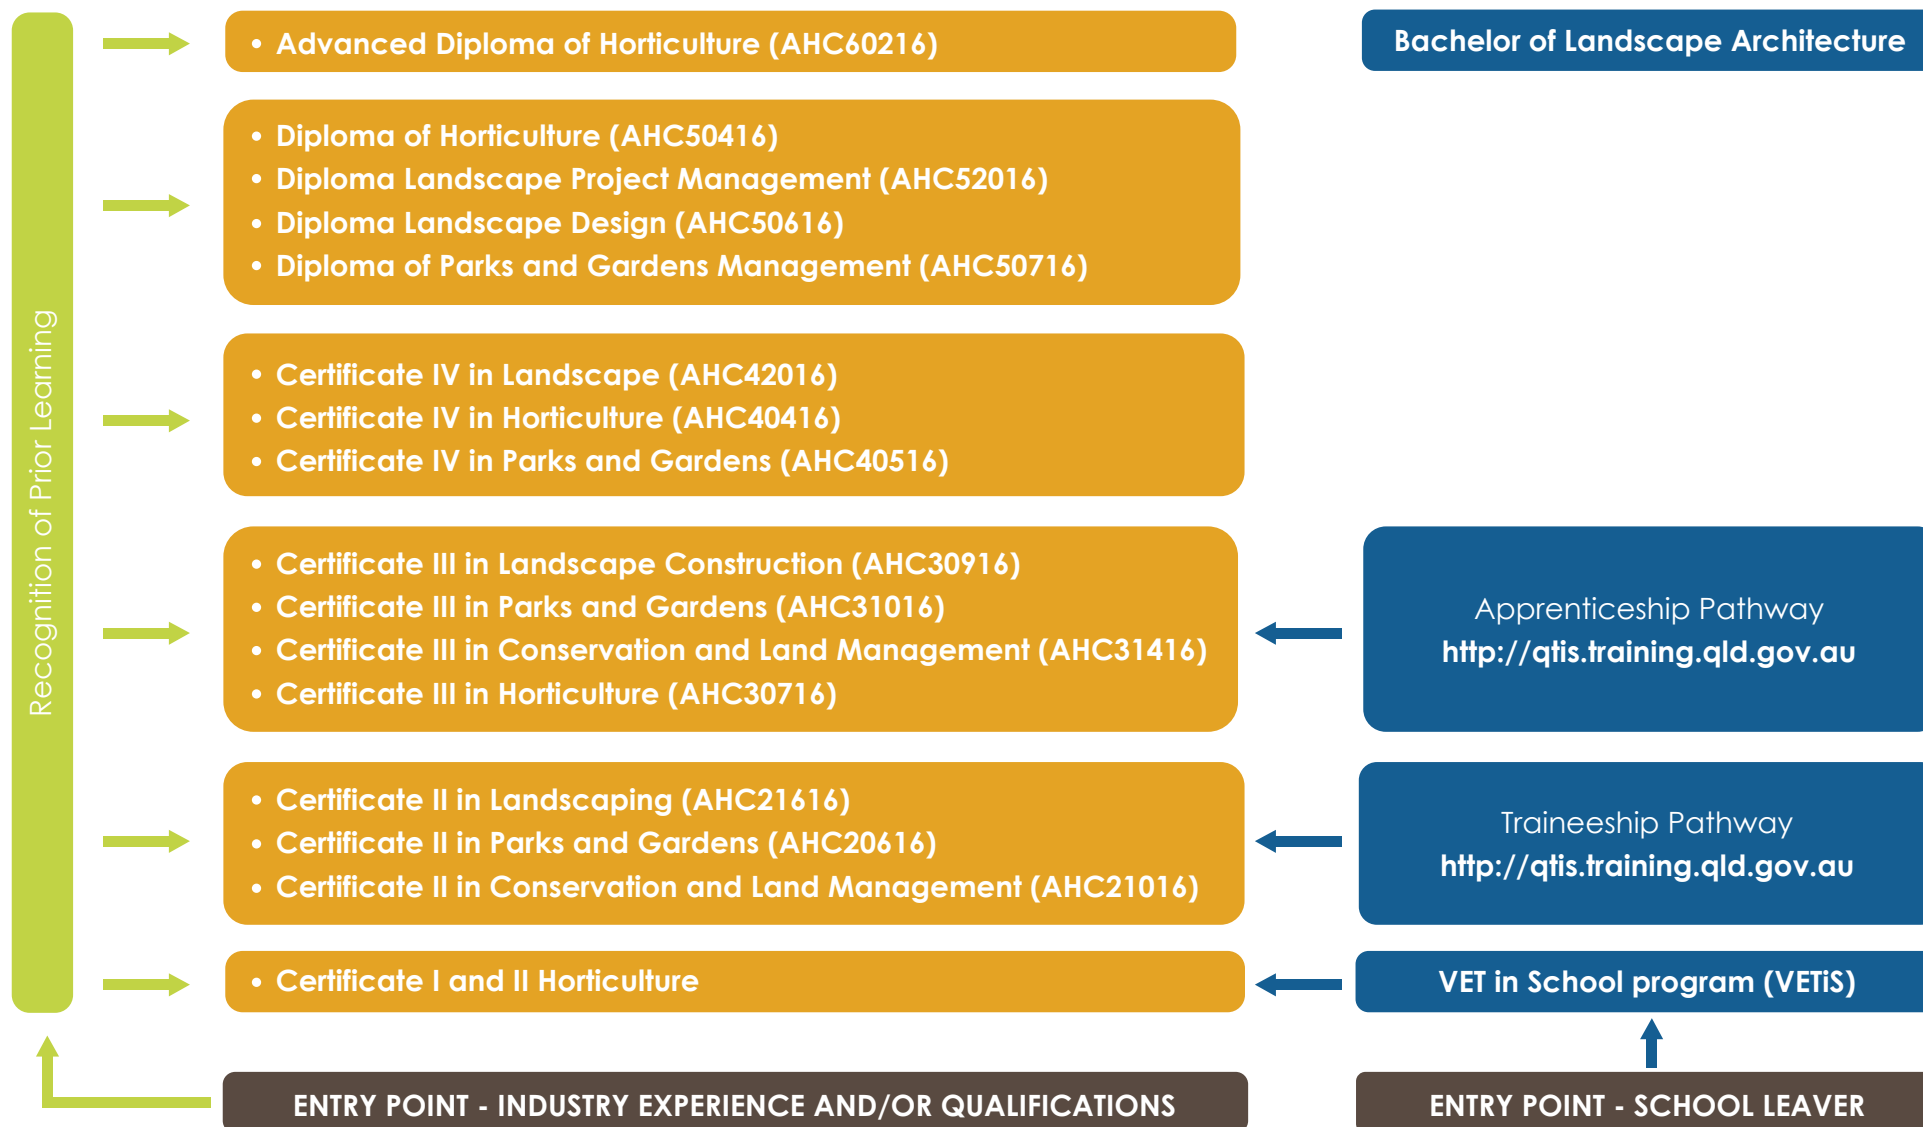 Recognition of Prior Learning
• Advanced Diploma of Horticulture (AHC60216)
Bachelor of Landscape Architecture
• Diploma of Horticulture (AHC50416)
• Diploma Landscape Project Management (AHC52016)
• Diploma Landscape Design (AHC50616)
• Diploma of Parks and Gardens Management (AHC50716)
• Certificate IV in Landscape (AHC42016)
• Certificate IV in Horticulture (AHC40416)
• Certificate IV in Parks and Gardens (AHC40516)
• Certificate III in Landscape Construction (AHC30916)
• Certificate III in Parks and Gardens (AHC31016)
• Certificate III in Conservation and Land Management (AHC31416)
• Certificate III in Horticulture (AHC30716)
Apprenticeship Pathway
http://qtis.training.qld.gov.au
• Certificate II in Landscaping (AHC21616)
• Certificate II in Parks and Gardens (AHC20616)
• Certificate II in Conservation and Land Management (AHC21016)
Traineeship Pathway
http://qtis.training.qld.gov.au
• Certificate I and II Horticulture
VET in School program (VETiS)
ENTRY POINT - INDUSTRY EXPERIENCE AND/OR QUALIFICATIONS
ENTRY POINT - SCHOOL LEAVER